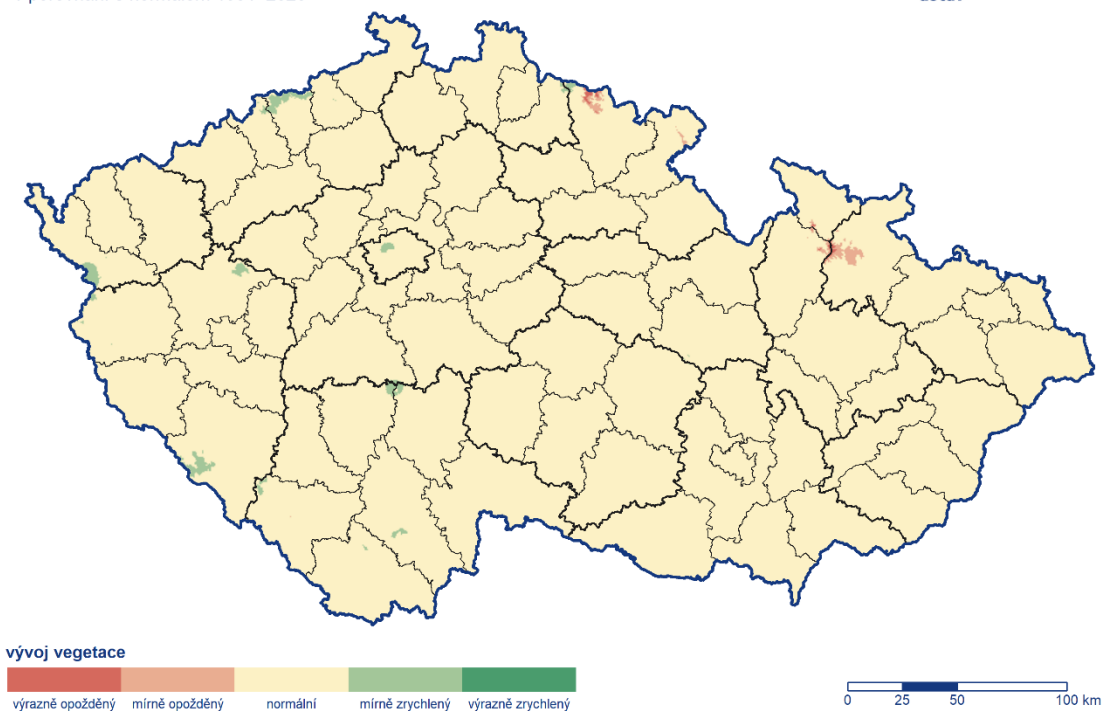 vývoj vegetace
výrazně opožděný mírně opožděný normální mírně zrychlený výrazně zrychlený
0 25 50 100 km